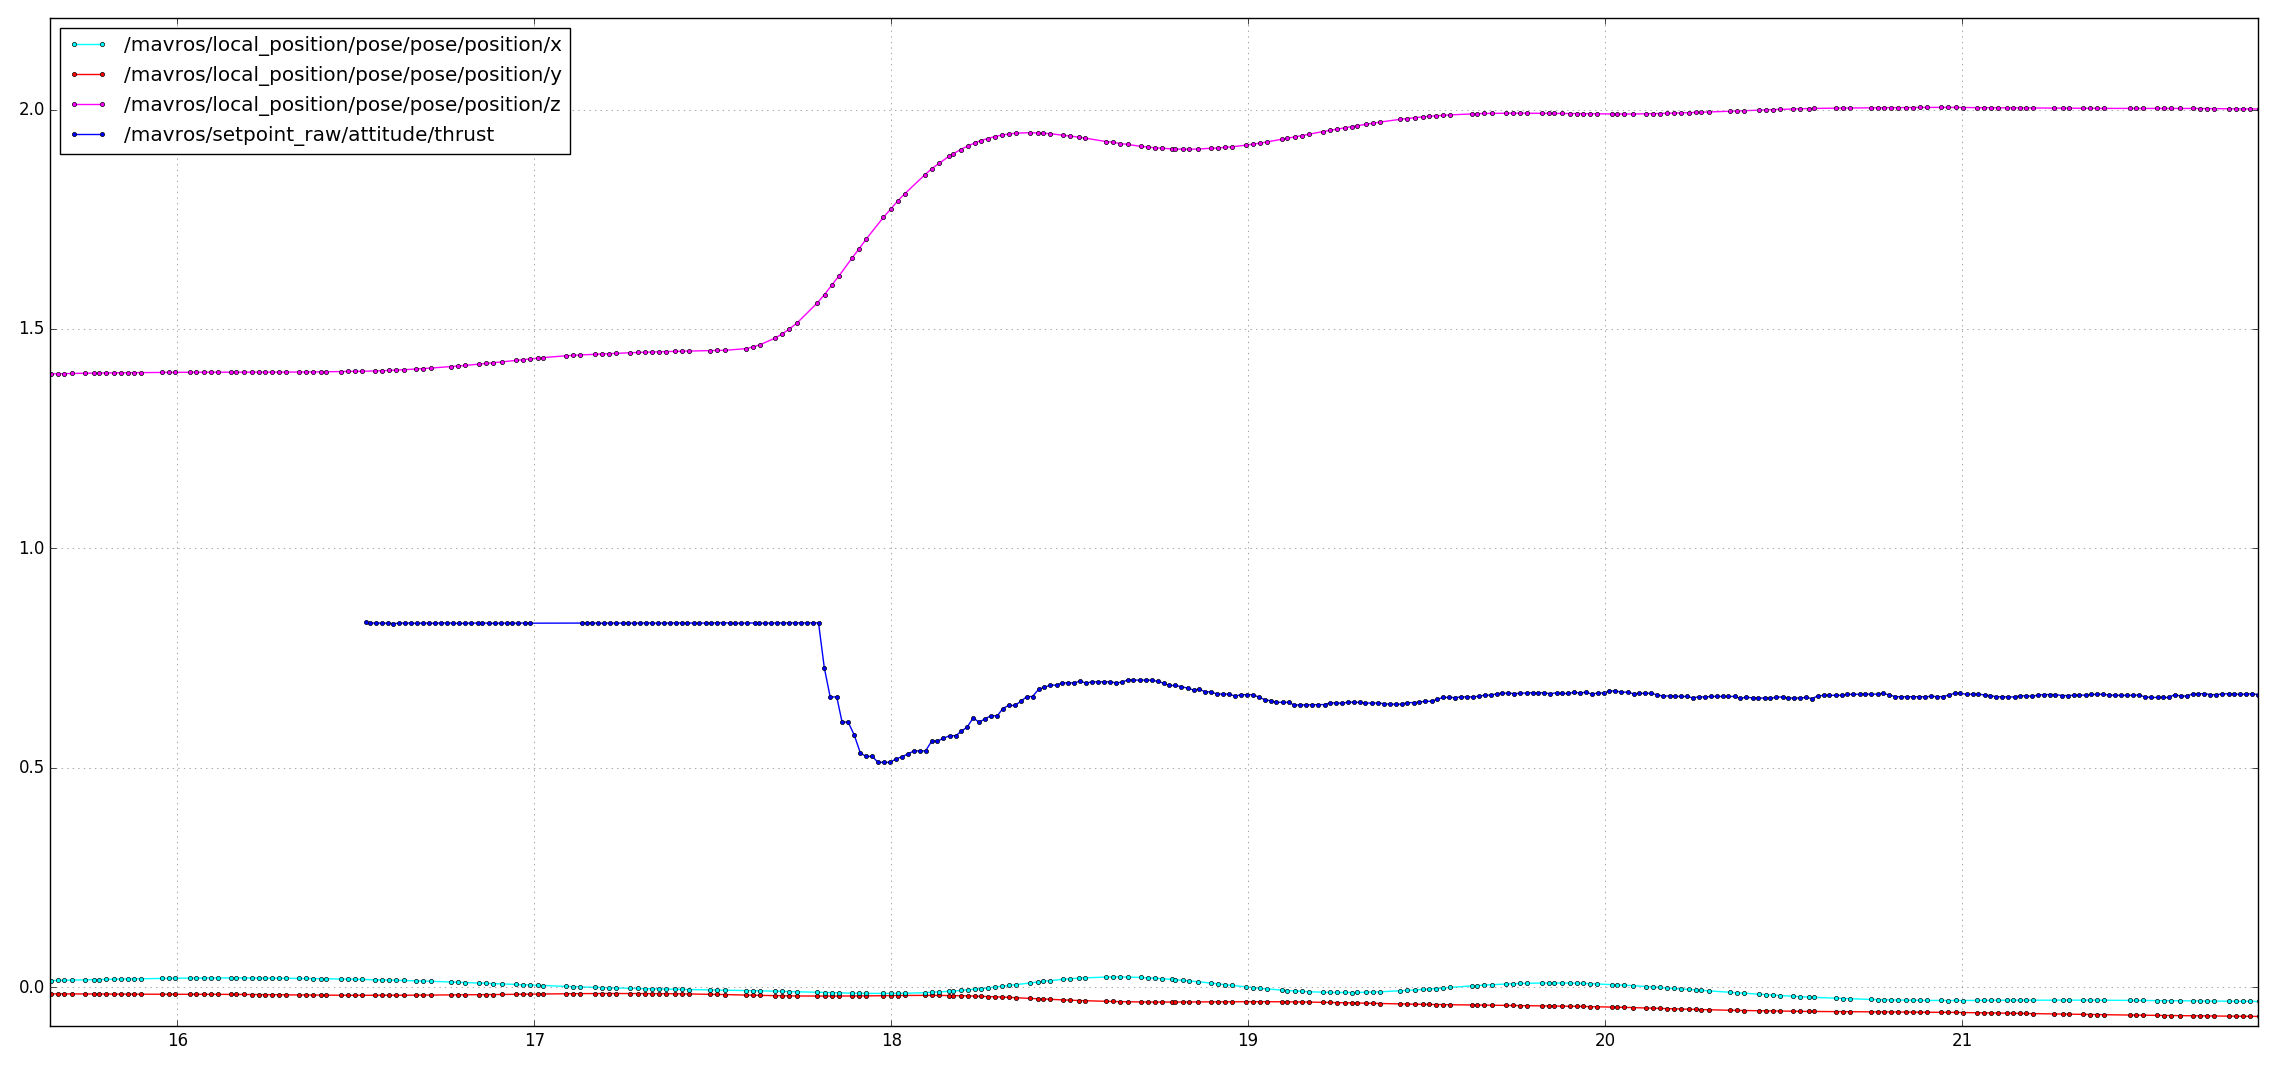 /mavros/local_position/pose/pose/position/x
/mavros/local_position/pose/pose/position/y
/mavros/local_position/pose/pose/position/z
/mavros/setpoint_raw/attitude/thrust
2.0
1.5
1.0
0.5
0.0
16 17 18 19 20 21